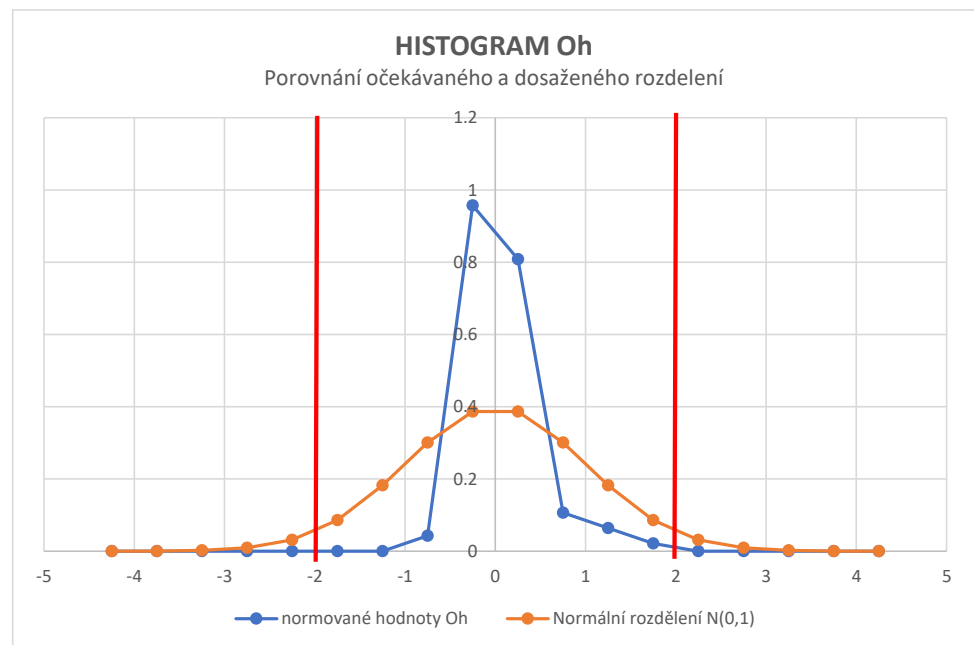 HISTOGRAM Oh
Porovnání očekávaného a dosaženého rozdelení
1.2
1
0.8
0.6
0.4
0.2
0
-5 -4 -3 -2 -1 0 1 2 3 4 5
normované hodnoty Oh Normální rozdělení N(0,1)